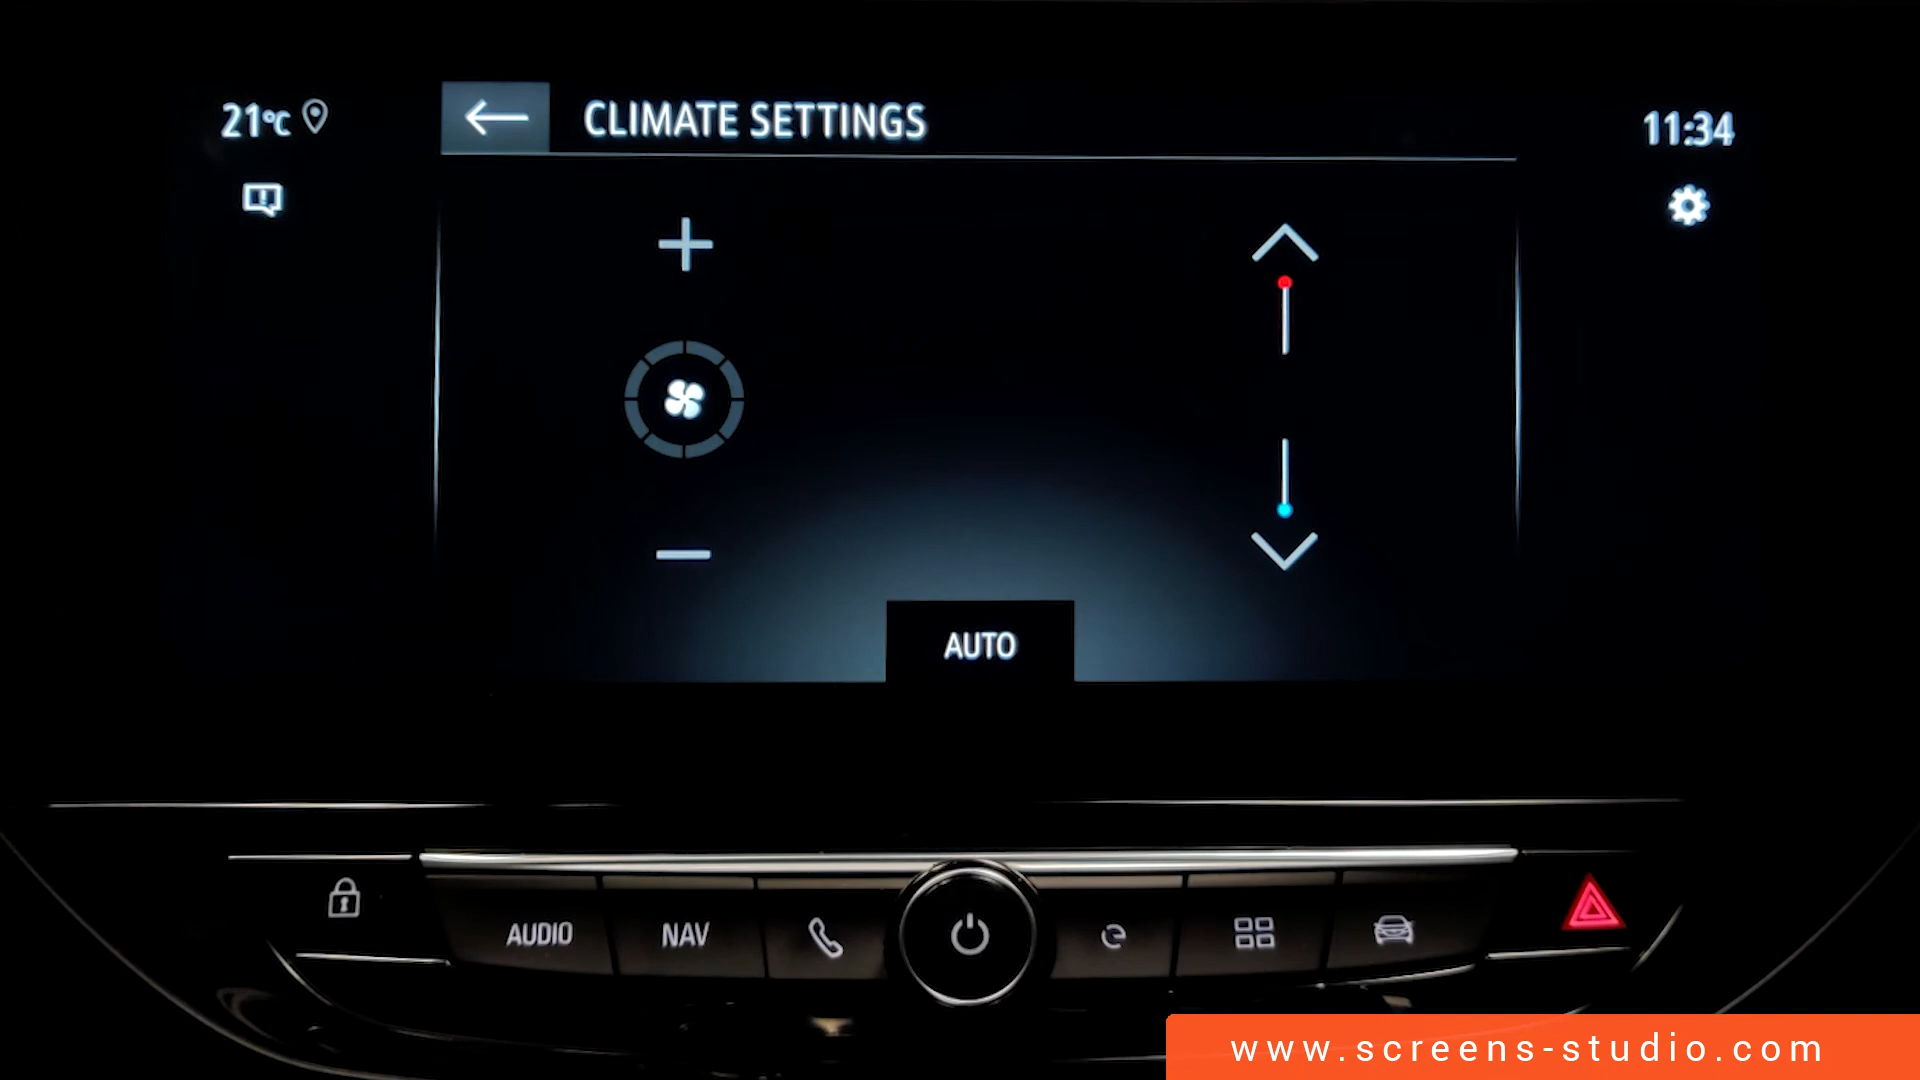 21°C
CLIMATE SETTINGS
11:34
AUTO
AUDIO
NAV
www.screens-studio.com